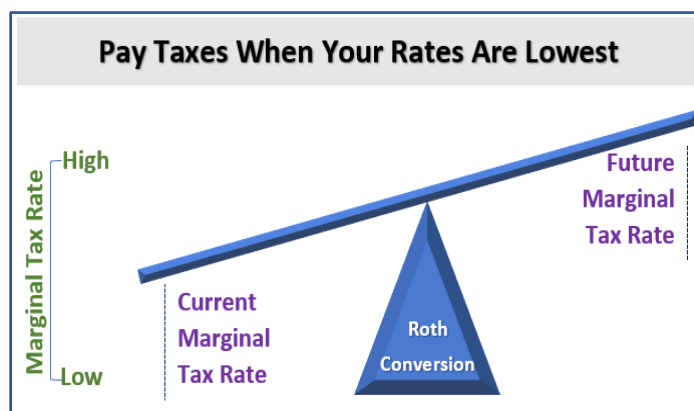 Pay Taxes When Your Rates Are Lowest
Marginal Tax Rate
High
Low
Current
Marginal
Tax Rate
Roth
Conversion
Future
Marginal
Tax Rate